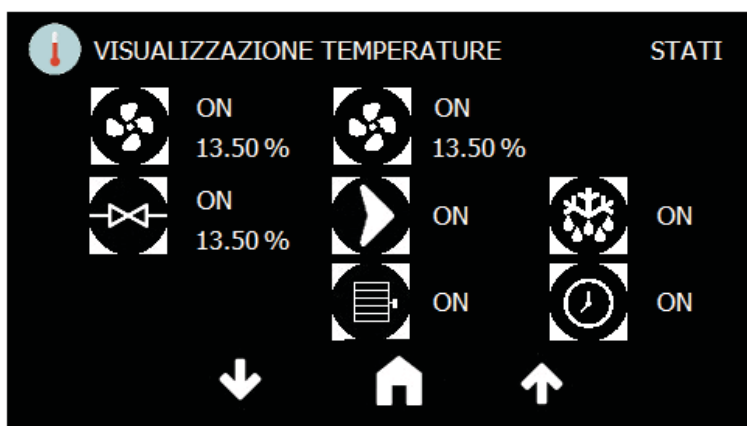 VISUALIZZAZIONE TEMPERATURE STATI
ON ON
13.50 % 13.50 %
ON
13.50 %
ON ON
ON ON